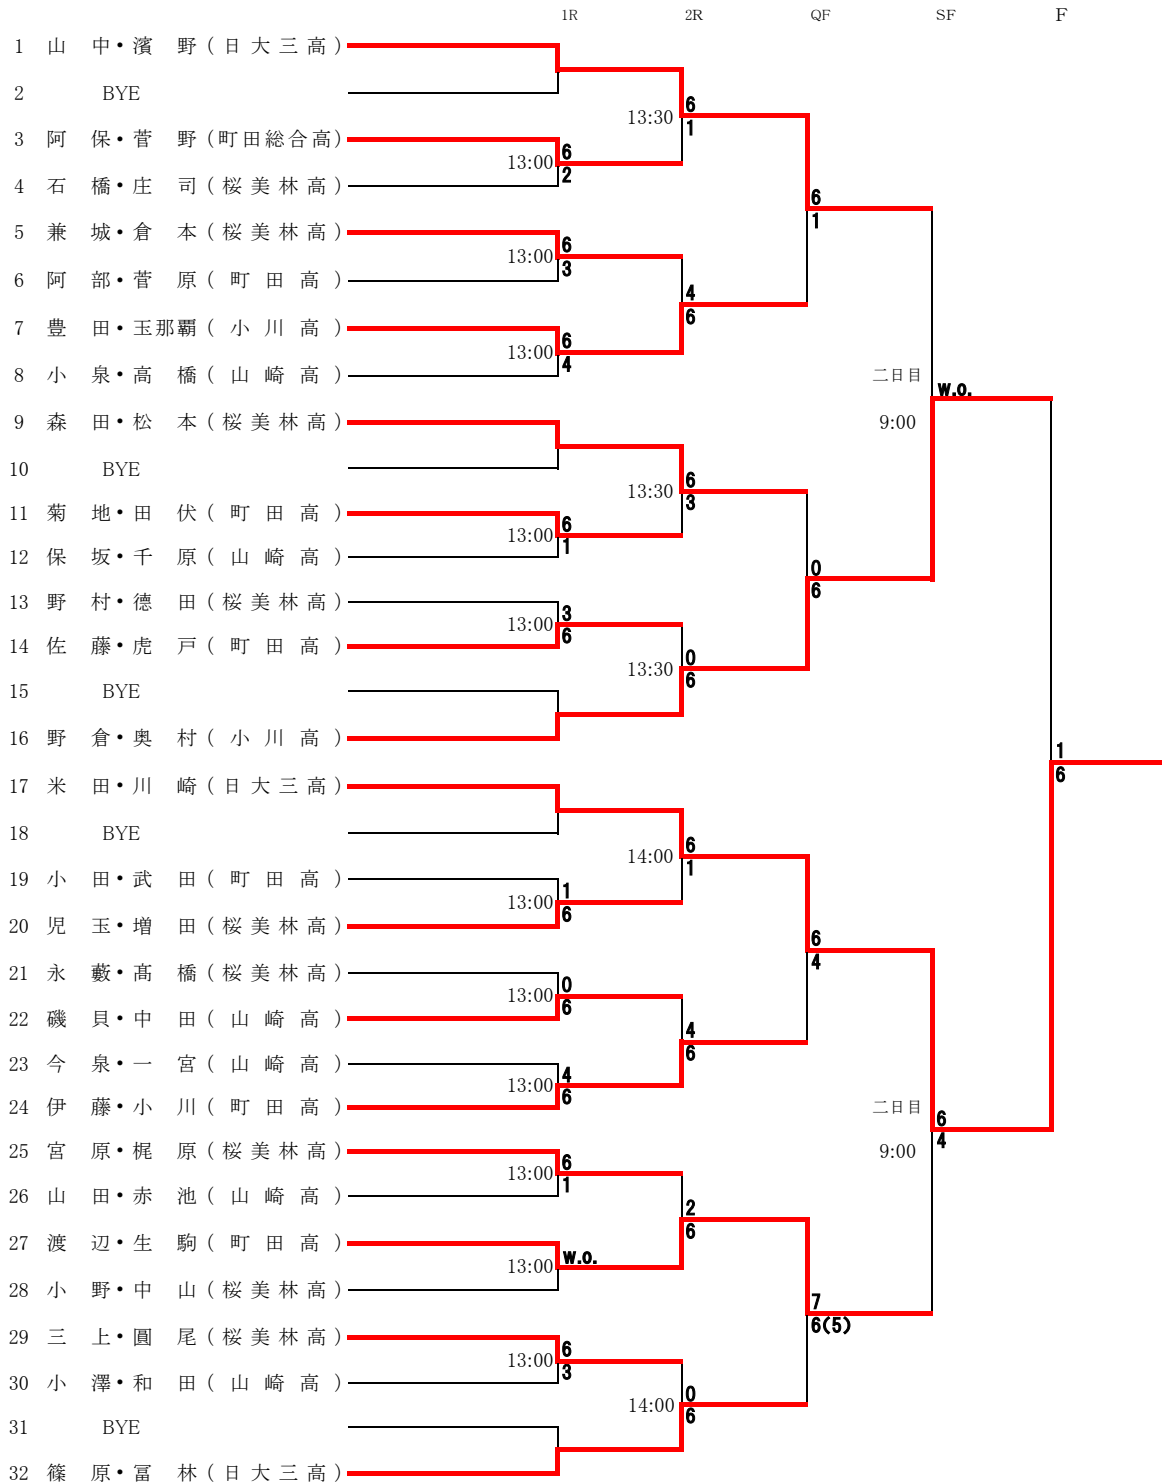 1R 2R QF SF F
1 山 中・濱 野(日大三高)
2 BYE
13:30 6
1
3 阿 保・菅 野(町田総合高)
13:00 6
2
4 石 橋・庄 司(桜美林高)
6
1
5 兼 城・倉 本(桜美林高)
13:00 6
3
6 阿 部・菅 原(町 田 高)
4
6
7 豊 田・玉那覇(小 川 高)
13:00 6
4
8 小 泉・高 橋(山 崎 高)
二日目 w.o.
9:00
9 森 田・松 本(桜美林高)
10 BYE
13:30 6
3
11 菊 地・田 伏(町 田 高)
13:00 6
1
12 保 坂・千 原(山 崎 高)
0
6
13 野 村・德 田(桜美林高)
13:00 3
6
14 佐 藤・虎 戸(町 田 高)
13:30 0
6
15 BYE
16 野 倉・奥 村(小 川 高)
1
6
17 米 田・川 崎(日大三高)
18 BYE
14:00 6
1
19 小 田・武 田(町 田 高)
13:00 1
6
20 児 玉・増 田(桜美林高)
6
4
21 永 藪・髙 橋(桜美林高)
13:00 0
6
22 磯 貝・中 田(山 崎 高)
4
6
23 今 泉・一 宮(山 崎 高)
13:00 4
6
24 伊 藤・小 川(町 田 高)
二日目 6
4
9:00
25 宮 原・梶 原(桜美林高)
13:00 6
1
26 山 田・赤 池(山 崎 高)
2
6
27 渡 辺・生 駒(町 田 高)
13:00 w.o.
28 小 野・中 山(桜美林高)
7
6(5)
29 三 上・圓 尾(桜美林高)
13:00 6
3
30 小 澤・和 田(山 崎 高)
14:00 0
6
31 BYE
32 篠 原・冨 林(日大三高)